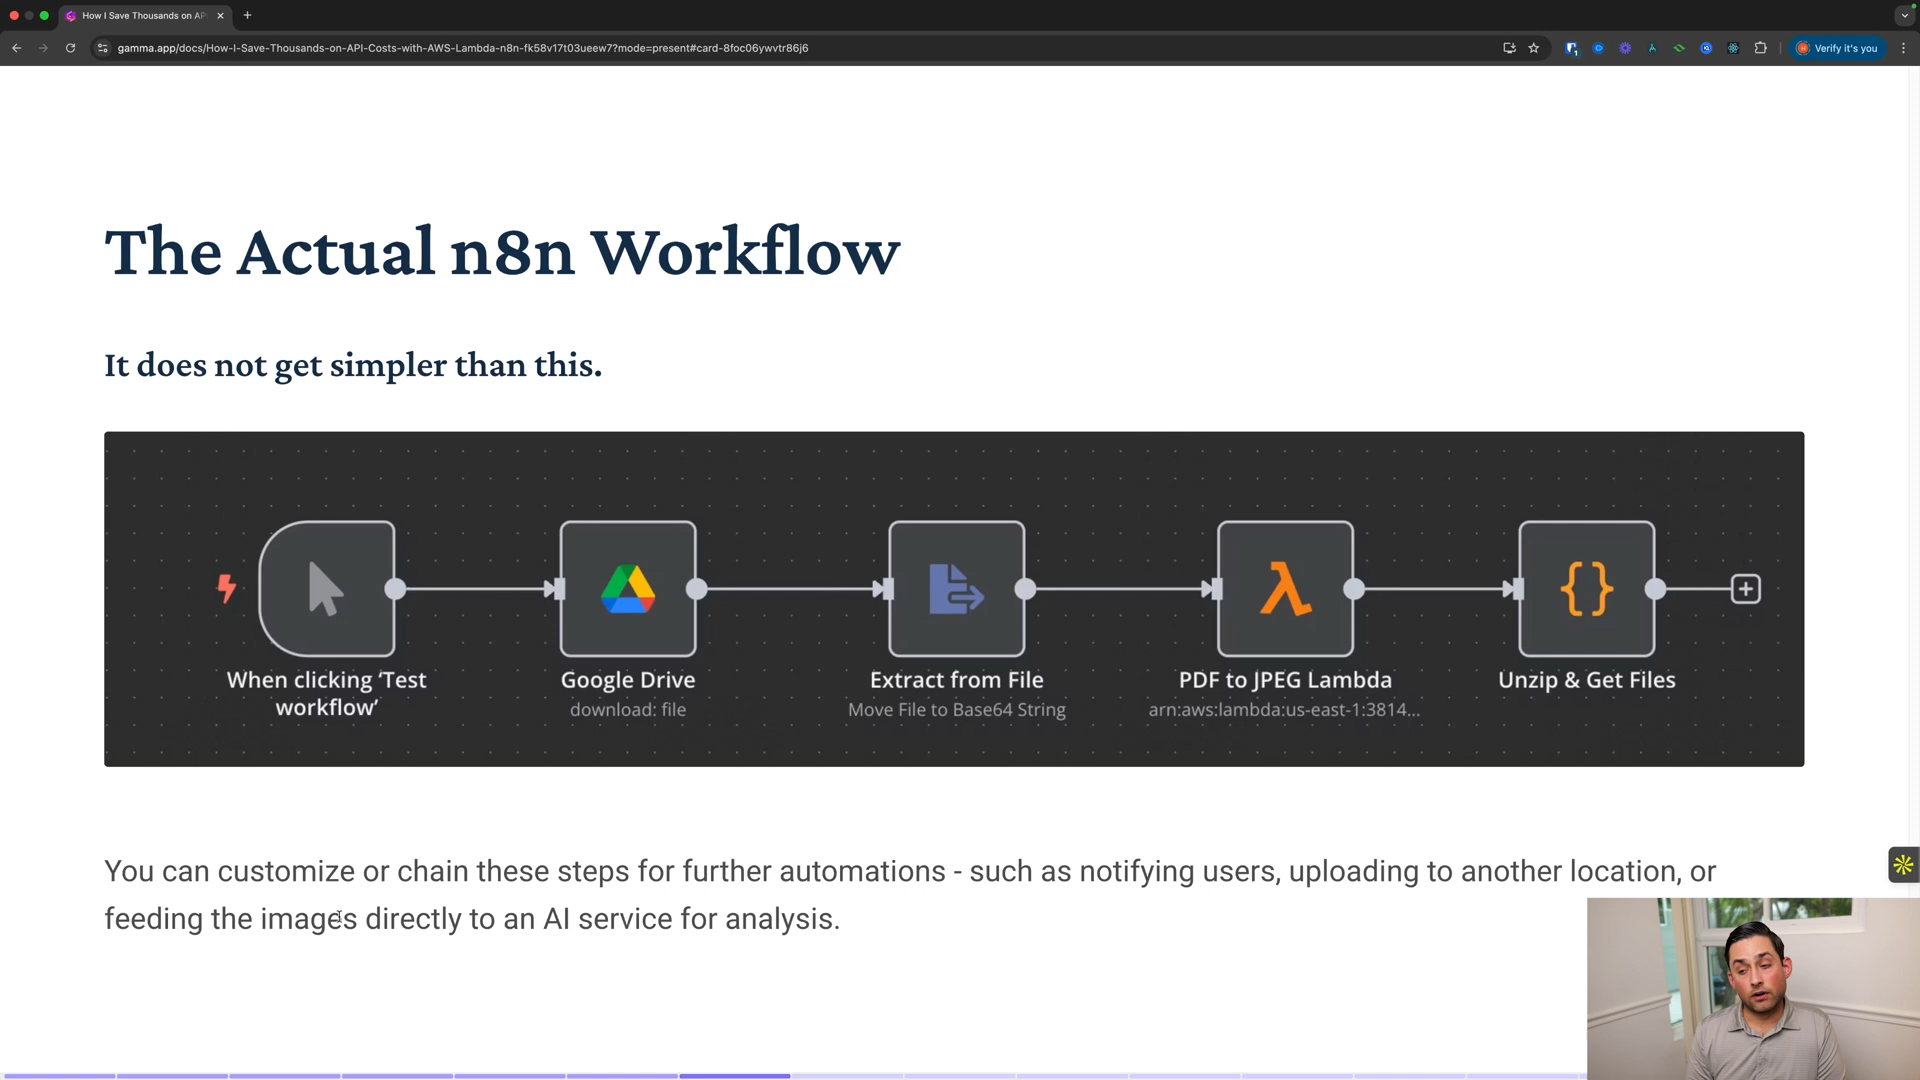 How I Save Thousands on AP
gamma.app/docs/How-I-Save-Thousands-on-API-Costs-with-AWS-Lambda-n8n-fk58v17t03ueew7?mode=present#card-8foc06ywvtr86j6
Verify it's you
The Actual n8n Workflow
It does not get simpler than this.
When clicking ‘Test
workflow’
Google Drive
download: file
Extract from File
Move File to Base64 String
PDF to JPEG Lambda
arn:aws:lambda:us-east-1:3814...
Unzip & Get Files
You can customize or chain these steps for further automations - such as notifying users, uploading to another location, or
feeding the images directly to an AI service for analysis.